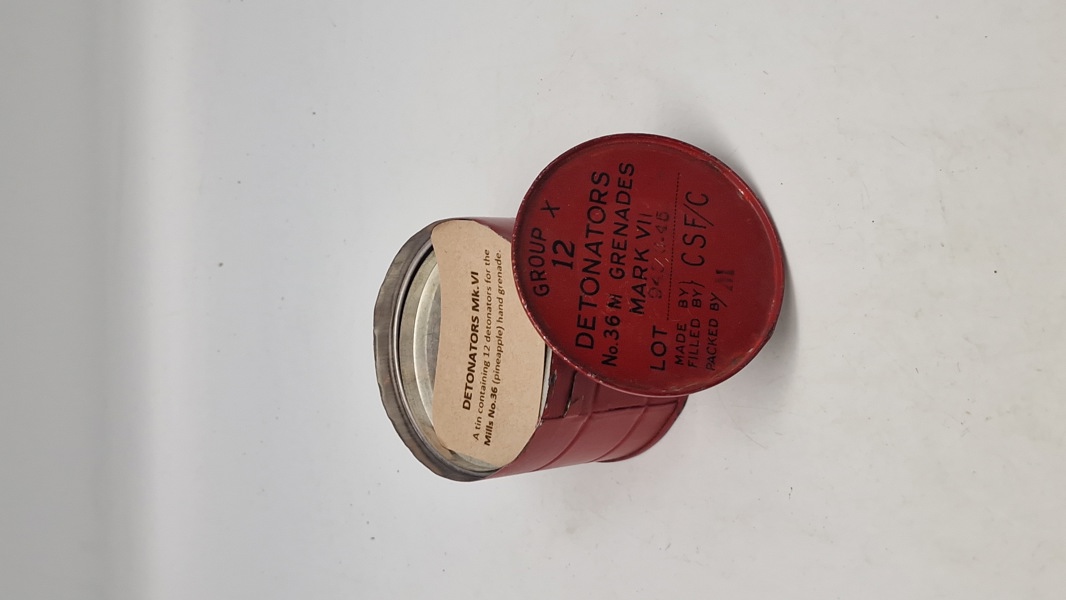 DETONATORS Mk.VI
A tin containing 12 detonators for the
Mills No.36 (pineapple) hand grenade.
GROUP X
12
DETONATORS
No.36 M GRENADES
MARK VII
LOT
MADE BY
FILLED BY CSF/C
PACKED BY